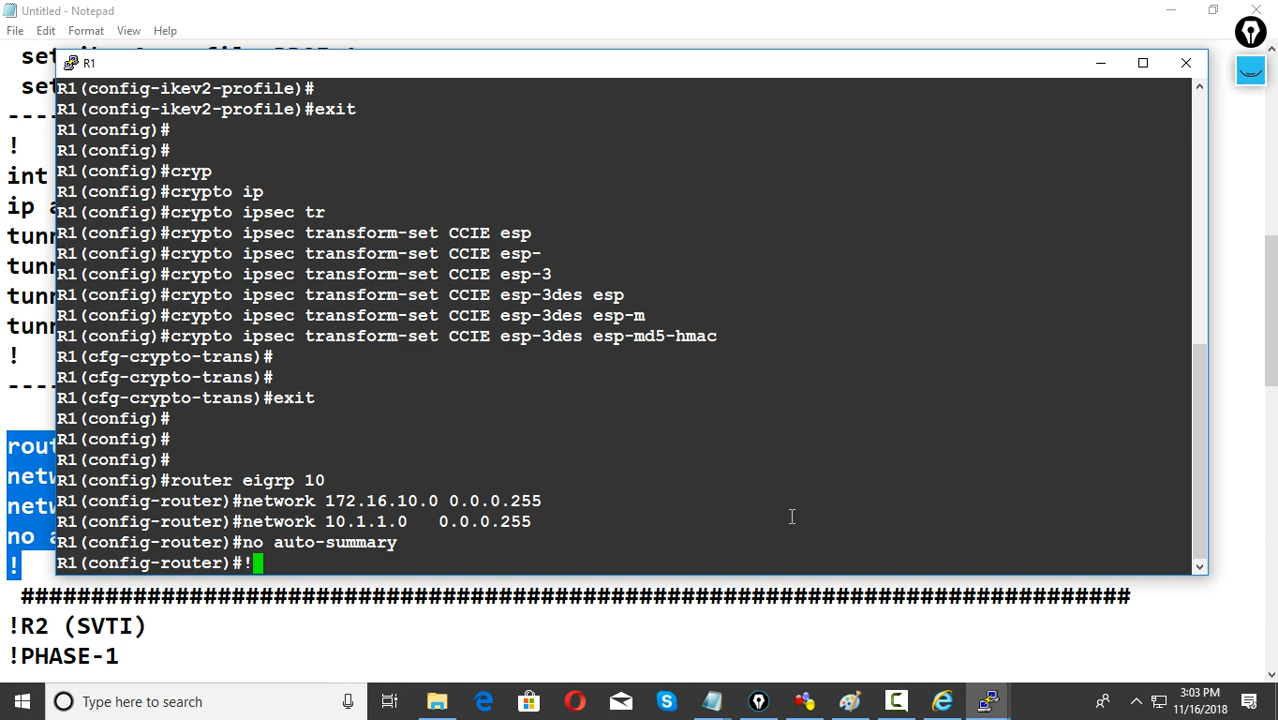 Untitled - Notepad
File Edit Format View Help
set
R1
set
R1(config-ikev2-profile)#
R1(config-ikev2-profile)#exit
R1(config)#
!
R1(config)#
R1(config)#cryp
int
R1(config)#crypto ip
ip
R1(config)#crypto ipsec tr
R1(config)#crypto ipsec transform-set CCIE esp
R1(config)#crypto ipsec transform-set CCIE esp-
R1(config)#crypto ipsec transform-set CCIE esp-3
R1(config)#crypto ipsec transform-set CCIE esp-3des esp
R1(config)#crypto ipsec transform-set CCIE esp-3des esp-m
R1(config)#crypto ipsec transform-set CCIE esp-3des esp-md5-hmac
!
R1(cfg-crypto-trans)#
R1(cfg-crypto-trans)#
R1(cfg-crypto-trans)#exit
R1(config)#
R1(config)#
R1(config)#
R1(config)#router eigrp 10
R1(config-router)#network 172.16.10.0 0.0.0.255
R1(config-router)#network 10.1.1.0   0.0.0.255
no
R1(config-router)#no auto-summary
!
R1(config-router)#!
###############################################################################
!R2 (SVTI)
!PHASE-1
Type here to search
3:03 PM
11/16/2018